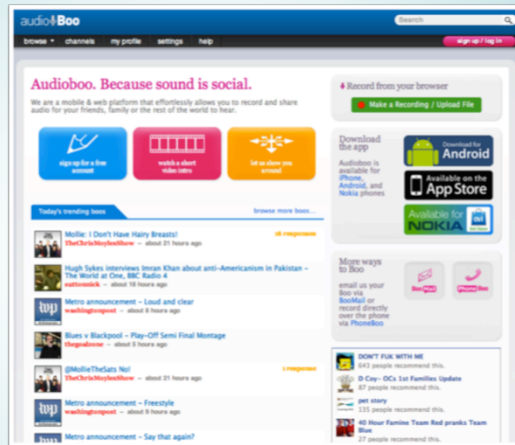 audioBoo
Search
browse channels my profile settings help
sign up / log in
Audioboo. Because sound is social.
We are a mobile & web platform that effortlessly allows you to record and share
audio for your friends, family or the rest of the world to hear.
sign up for a free
account
watch a short
video intro
let us show you
around
Today's trending boos
browse more boos...
Mollie: I Don't Have Hairy Breasts!
TheChrisMoylesShow - about 21 hours ago
16 responses
Hugh Sykes interviews Imran Khan about anti-Americanism in Pakistan -
The World at One, BBC Radio 4
- about 10 hours ago
wp
Metro announcement - Loud and clear
washingtonpost - about 9 hours ago
Blues v Blackpool - Play-Off Semi Final Montage
thegoalzone - about 5 hours ago
@MollieTheSats No!
TheChrisMoylesShow - about 21 hours ago
1 response
wp
Metro announcement - Freestyle
washingtonpost - about 9 hours ago
wp
Metro announcement - Say that again?
Record from your browser
Make a Recording / Upload File
Download
the app
Audioboo is
available for
iPhone,
Android, and
Nokia phones
Download for
Android
Available on the
App Store
Available for
NOKIA
ovi
More ways
to Boo
email us your
Boo via
BooMail or
record directly
over the phone
via PhoneBoo
BooMail
PhoneBoo
DON'T FUK WITH ME
643 people recommend this.
D Coy- OCs 1st Families Update
87 people recommend this.
pet story
135 people recommend this.
40 Hour Famine Team Red pranks Team
Blue
27 people recommend this.